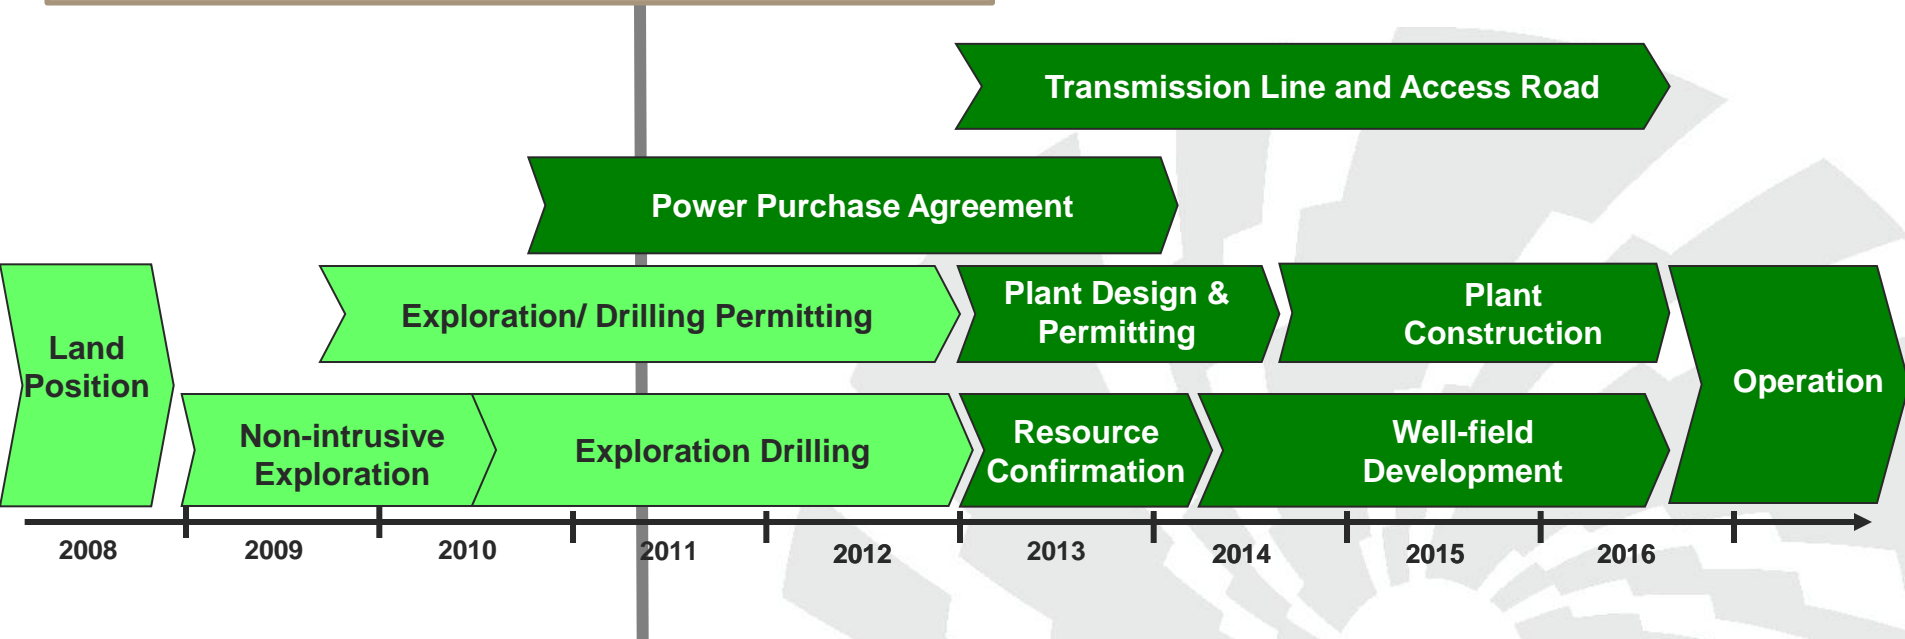 Transmission Line and Access Road
Power Purchase Agreement
Land
Position
Exploration/ Drilling Permitting
Plant Design &
Permitting
Plant
Construction
Non-intrusive
Exploration
Exploration Drilling
Resource
Confirmation
Well-field
Development
Operation
2008 2009 2010 2011 2012 2013 2014 2015 2016